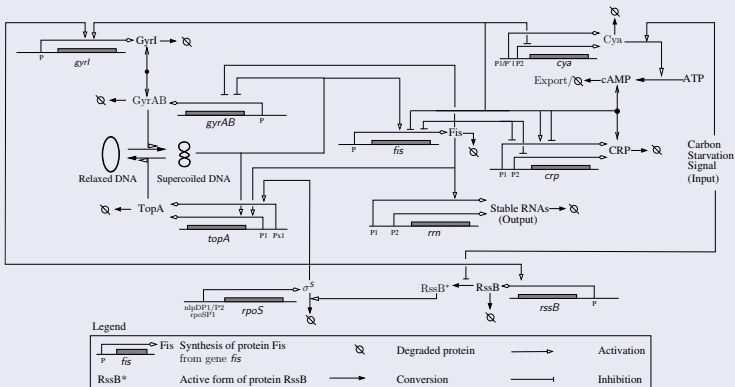 GyrI
P
gyrI
GyrAB
gyrAB
P
Relaxed DNA
Supercoiled DNA
TopA
topA
P1
Px1
P
fis
Fis
P1/P'1
P2
cya
Cya
Export/
cAMP
ATP
P1
P2
crp
CRP
Carbon
Starvation
Signal
(Input)
P1
P2
rrn
Stable RNAs
(Output)
nlpDP1/P2
rpoSP1
rpoS
σS
RssB*
RssB
rssB
P
Legend
P
fis
Fis
Synthesis of protein Fis
from gene fis
Degraded protein
Activation
RssB*
Active form of protein RssB
Conversion
Inhibition